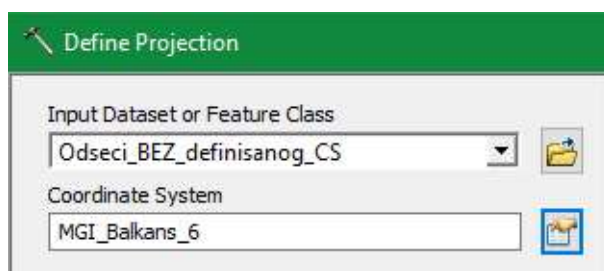 Define Projection
Input Dataset or Feature Class
Odseci_BEZ_definisanog_CS
Coordinate System
MGI_Balkans_6